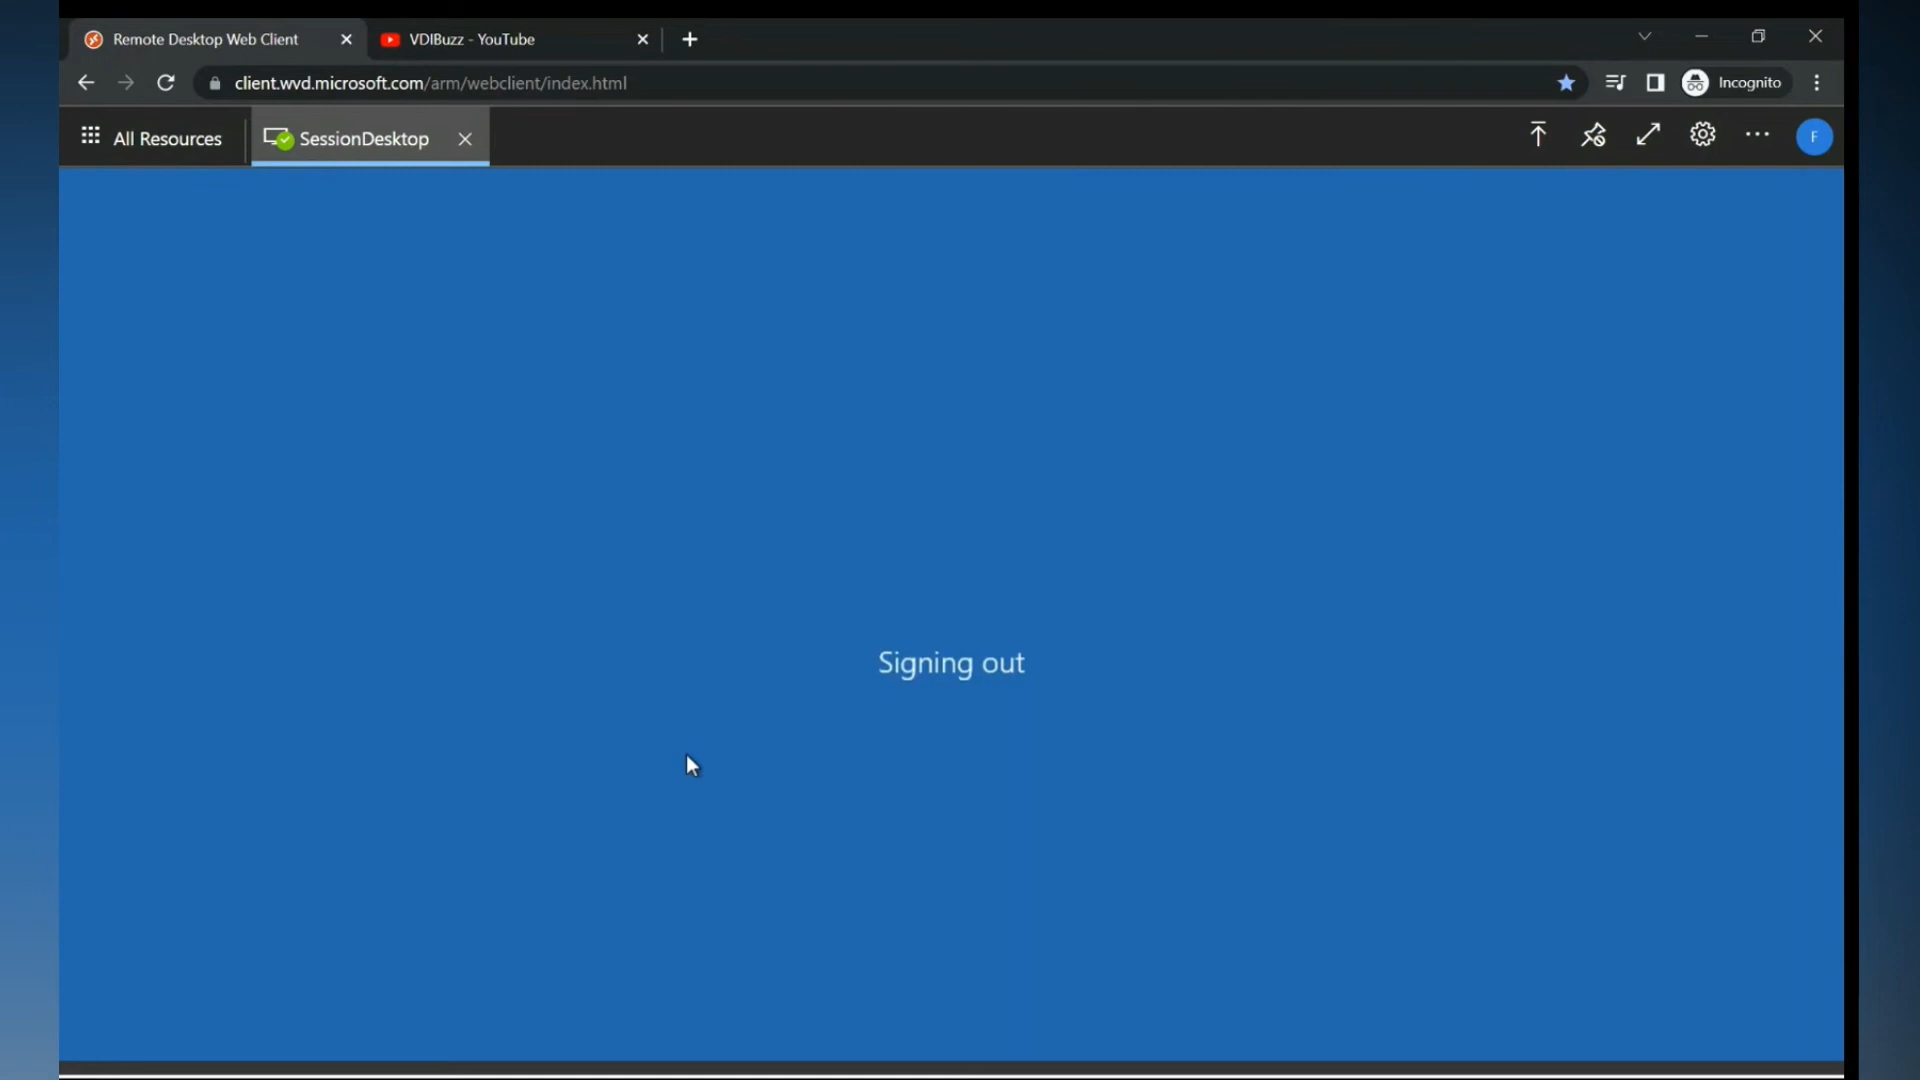 Remote Desktop Web Client
VDIBuzz - YouTube
client.wvd.microsoft.com/arm/webclient/index.html
Incognito
All Resources
SessionDesktop
F
Signing out